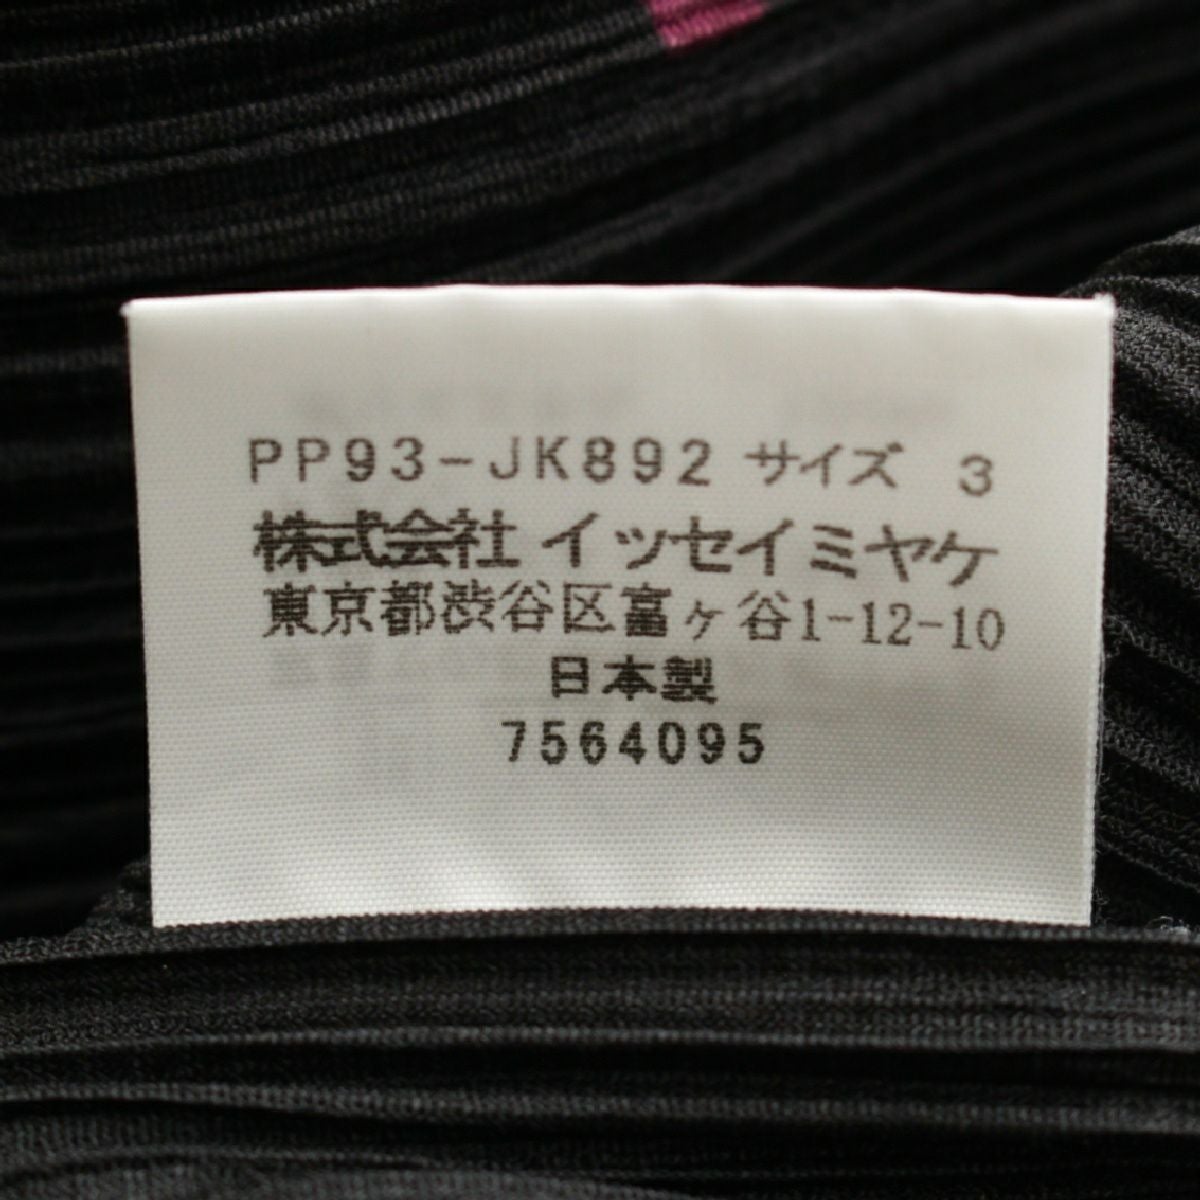 PP93-JK892 サイズ 3
株式会社 イッセイミヤケ
東京都渋谷区富ヶ谷1-12-10
日本製
7564095